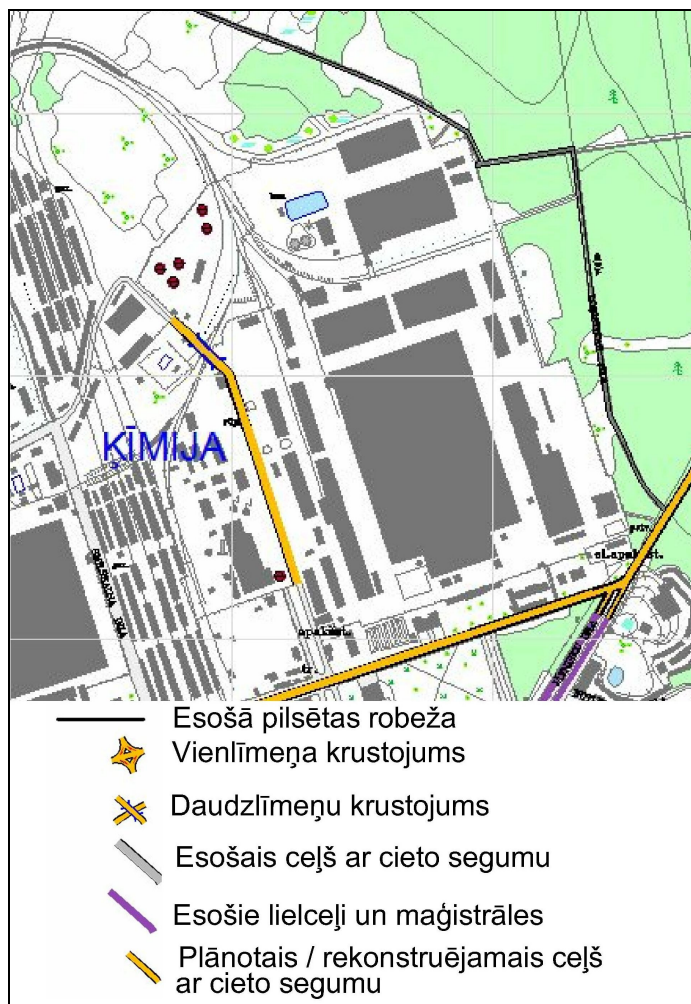 ĶĪMIJA
Esošā pilsētas robeža
Vienlīmeņa krustojums
Daudzlīmeņu krustojums
Esošais ceļš ar cieto segumu
Esošie lielceļi un maģistrāles
Plānotais / rekonstruējamais ceļš
ar cieto segumu